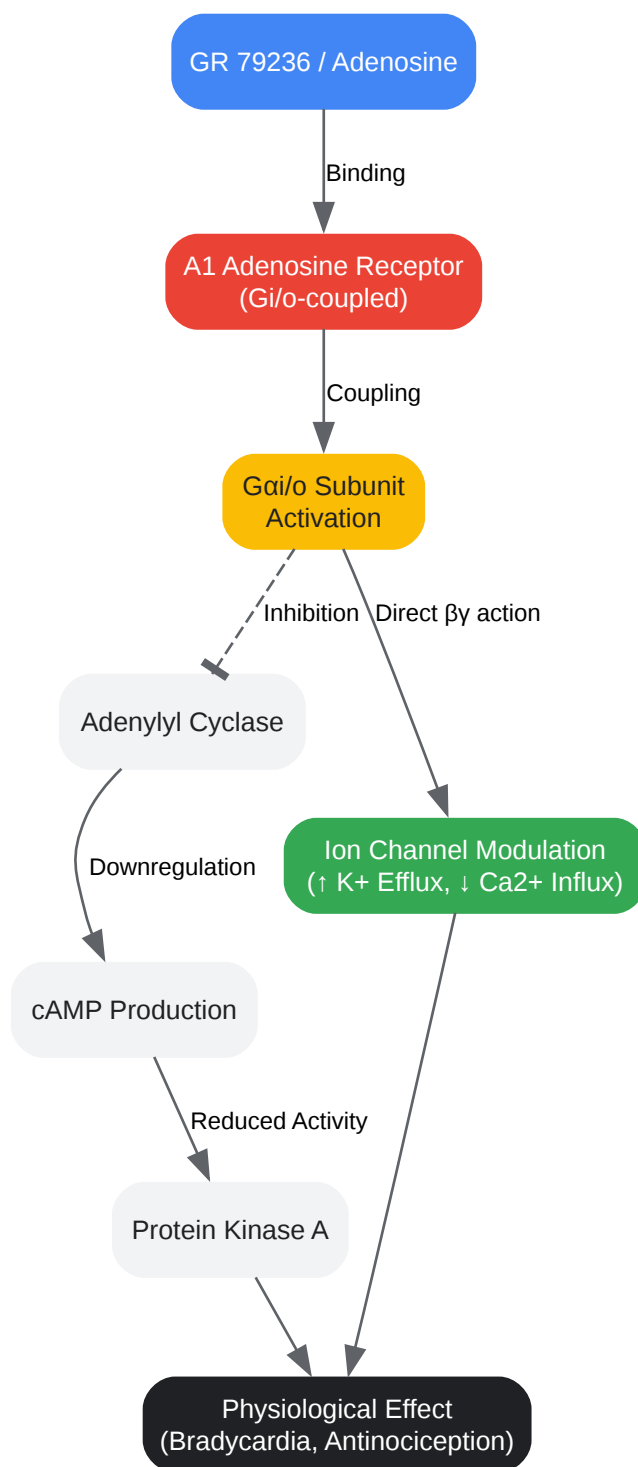 GR 79236 / Adenosine
Binding
A1 Adenosine Receptor
(Gi/o-coupled)
Coupling
Gαi/o Subunit
Activation
Inhibition
Direct βγ action
Adenylyl Cyclase
Downregulation
Ion Channel Modulation
(↑ K+ Efflux, ↓ Ca2+ Influx)
cAMP Production
Reduced Activity
Protein Kinase A
Physiological Effect
(Bradycardia, Antinociception)